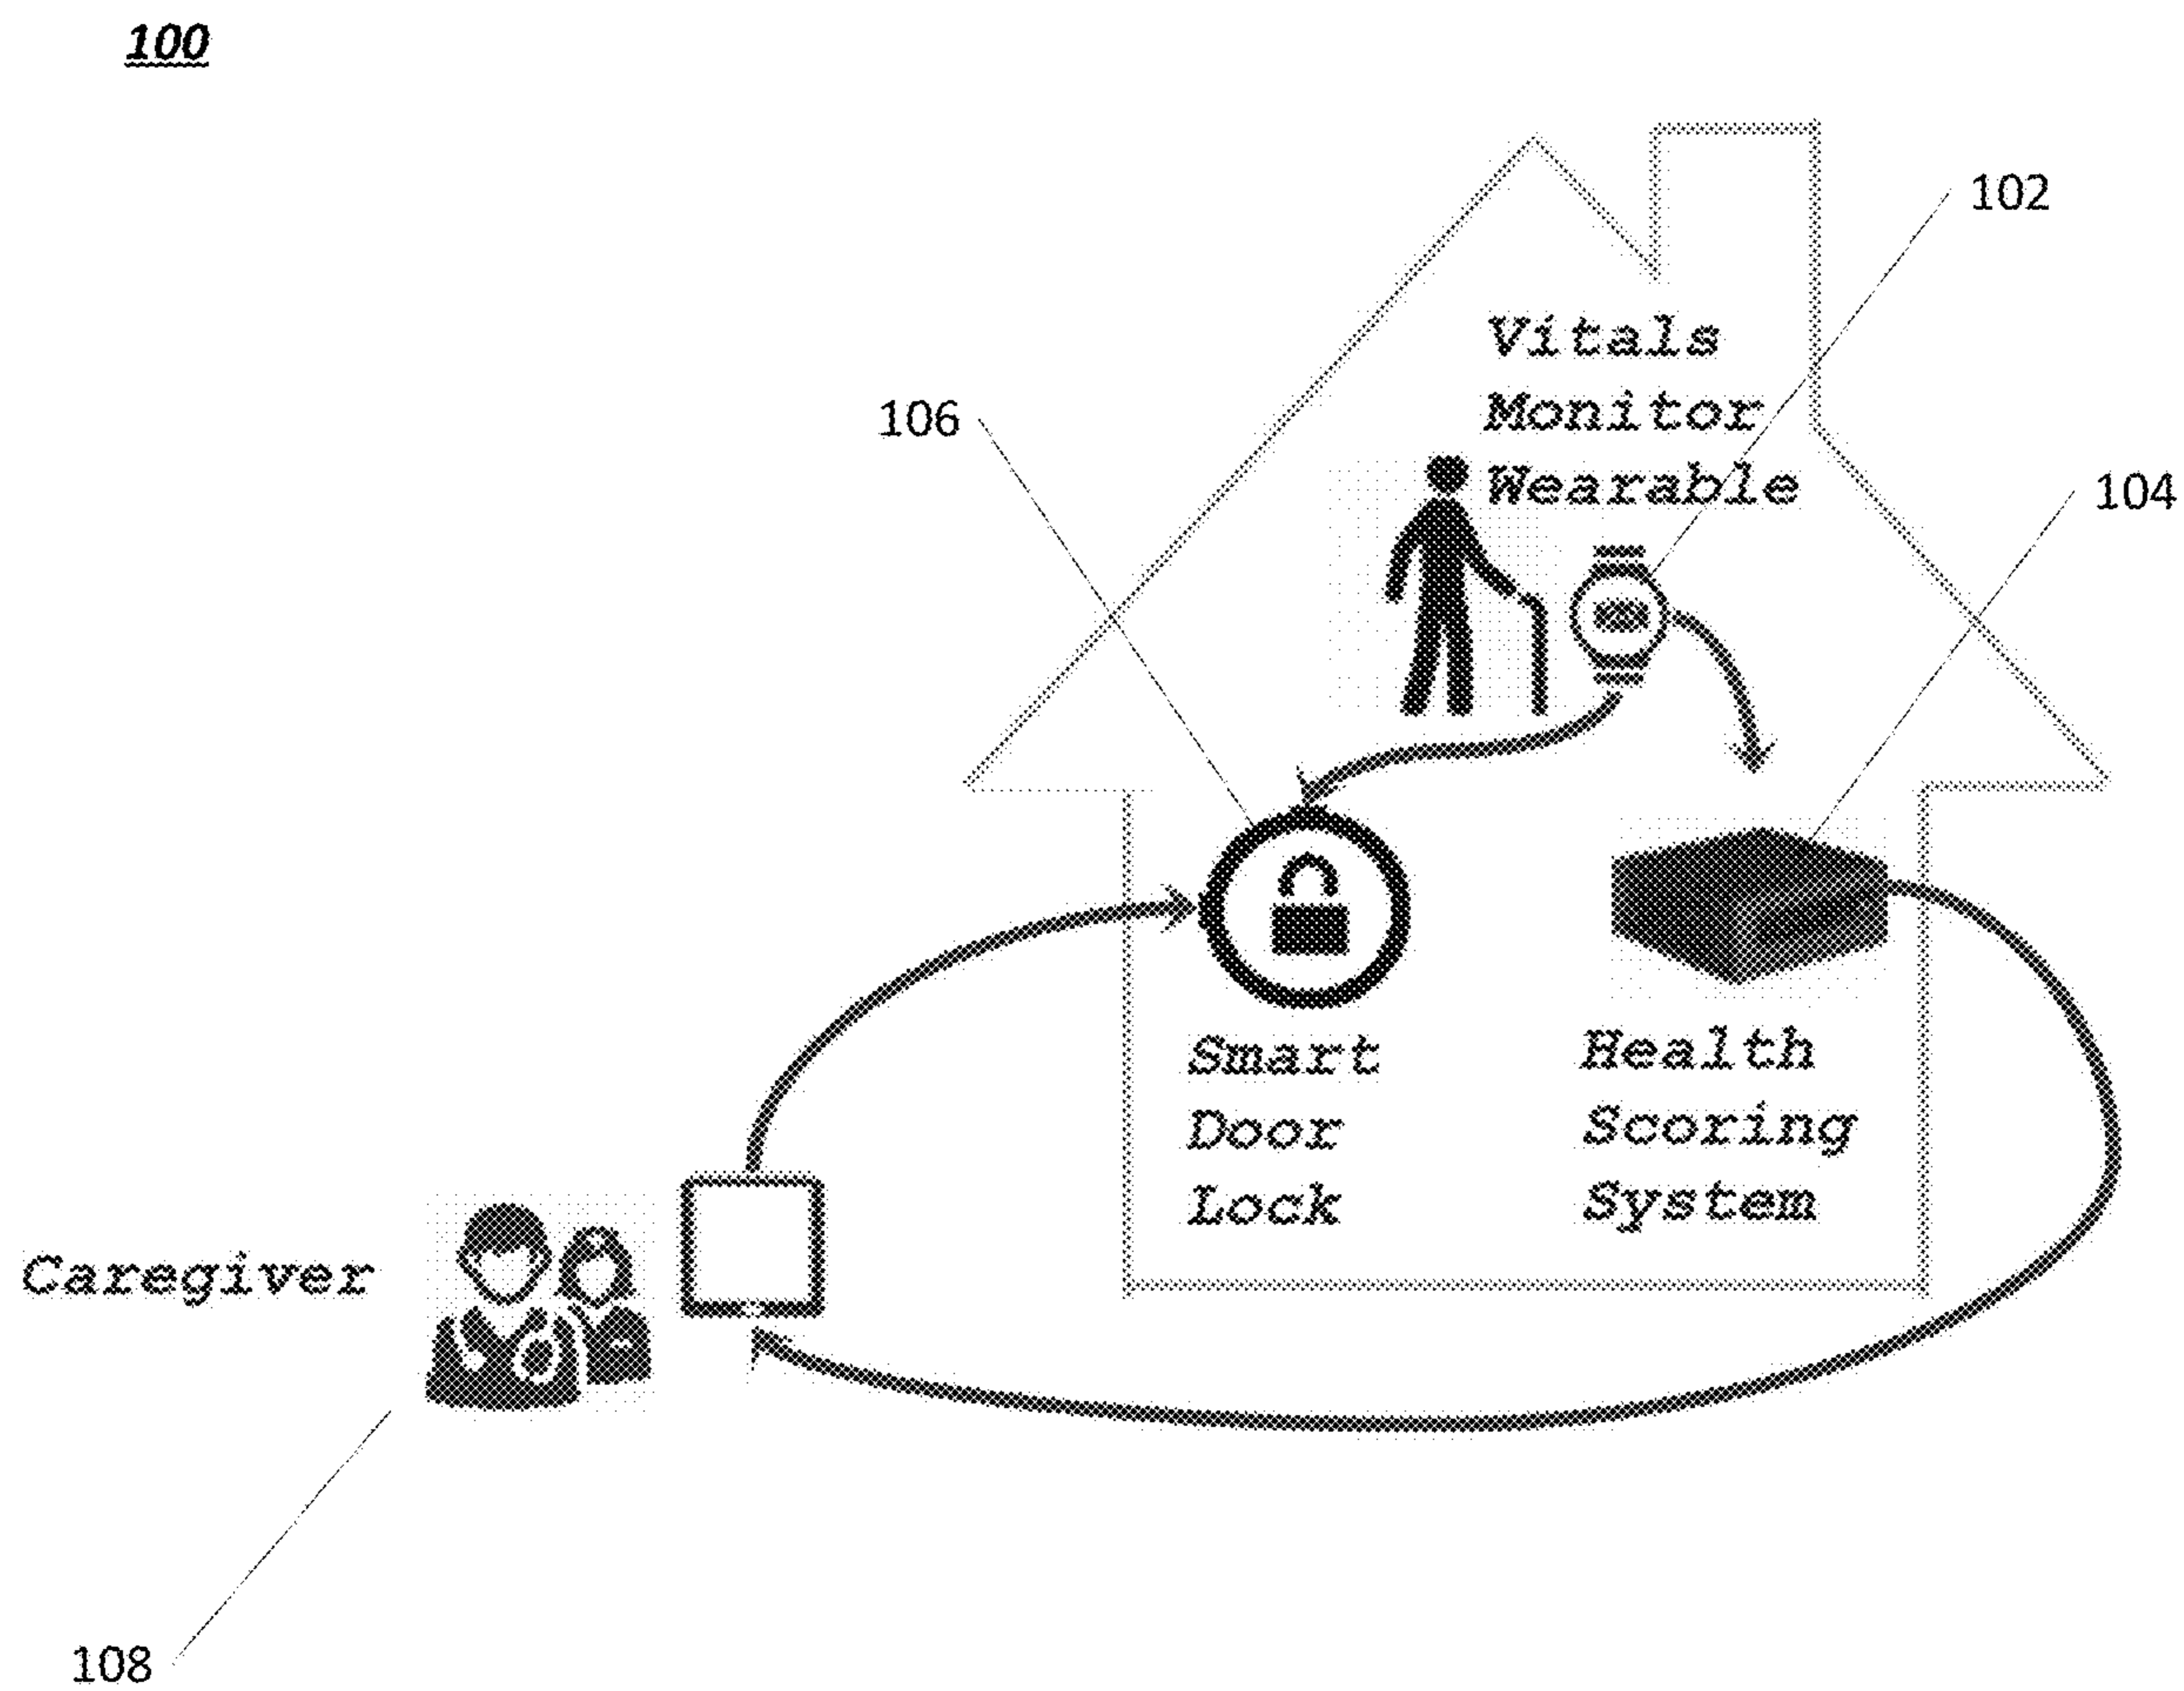 100
102
Vitals
Monitor
Wearable
106
104
Smart
Door
Lock
Health
Scoring
System
Caregiver
108